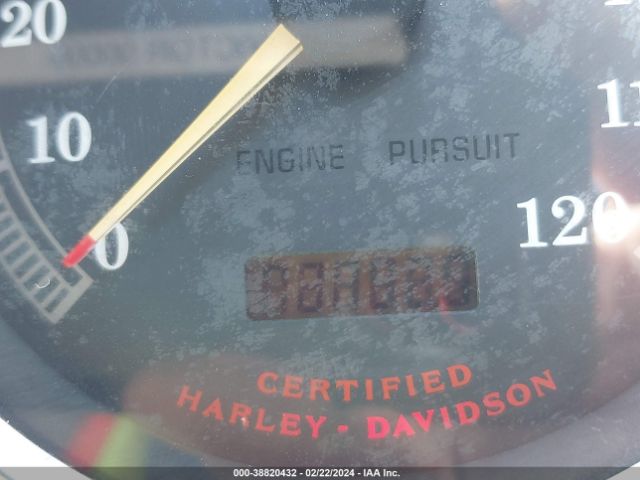 20
10
0
11
120
ENGINE PURSUIT
CERTIFIED
HARLEY - DAVIDSON
000-38820432 - 02/22/2024 - IAA Inc.